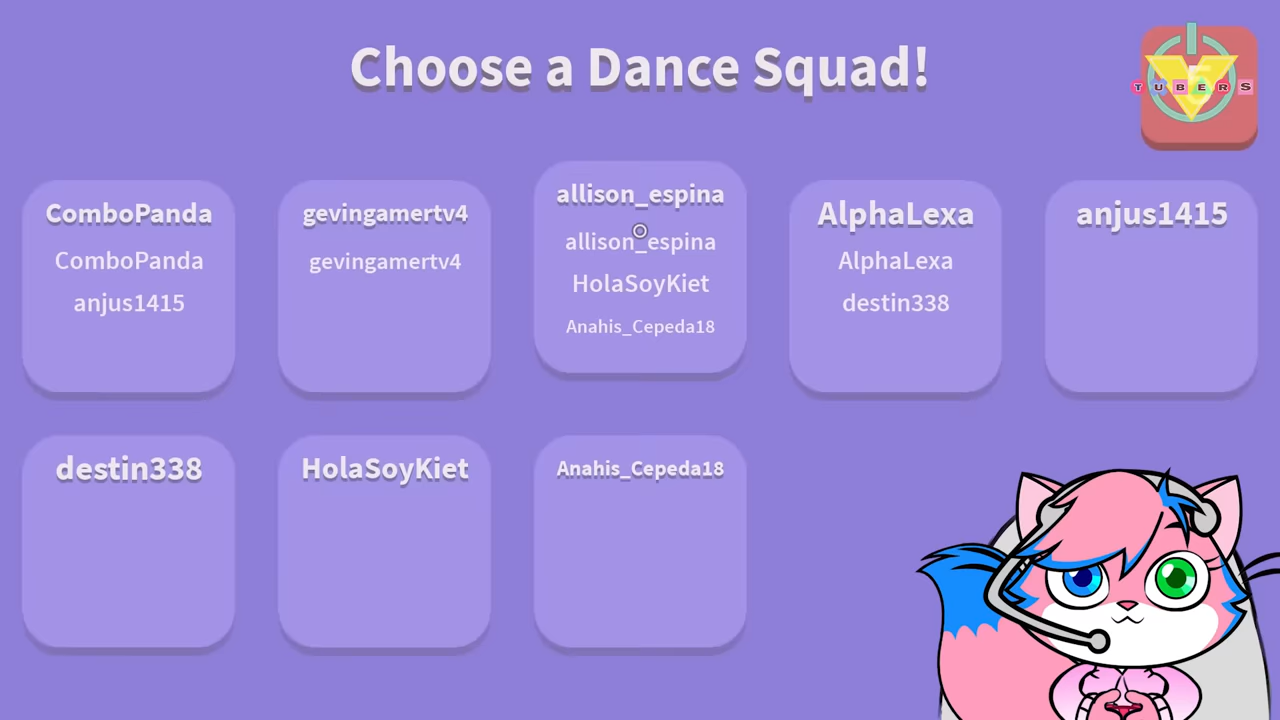 Choose a Dance Squad!
V
TUBERS
ComboPanda
ComboPanda
anjus1415
gevingamertv4
gevingamertv4
allison_espina
allison_espina
HolaSoyKiet
Anahis_Cepeda18
AlphaLexa
AlphaLexa
destin338
anjus1415
destin338
HolaSoyKiet
Anahis_Cepeda18